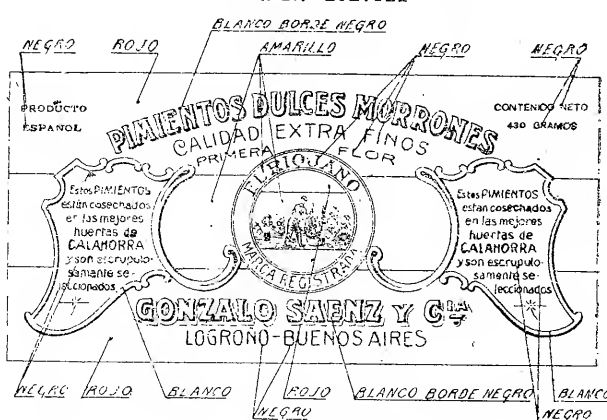 BLANCO BORDE NEGRO
NEGRO ROJO AMARILLO NEGRO NEGRO
PRODUCTO
ESPAÑOL
CONTENIDO NETO
430 GRAMOS
PIMIENTOS DULCES MORRONES
CALIDAD EXTRA FINOS
PRIMERA FLOR
EL RIOJANO
MARCA REGISTRADA
Estos PIMIENTOS
están cosechados
en las mejores
huertas de
CALAHORRA
y son escrupulo-
samente se-
leccionados
Estos PIMIENTOS
estan cosechados
en las mejores
huertas de
CALAHORRA
y son escrupulo-
samente se-
leccionados
GONZALO SAENZ Y CIA
LOGROÑO-BUENOS AIRES
NEGRO ROJO BLANCO ROJO BLANCO BORDE NEGRO BLANCO
NEGRO NEGRO